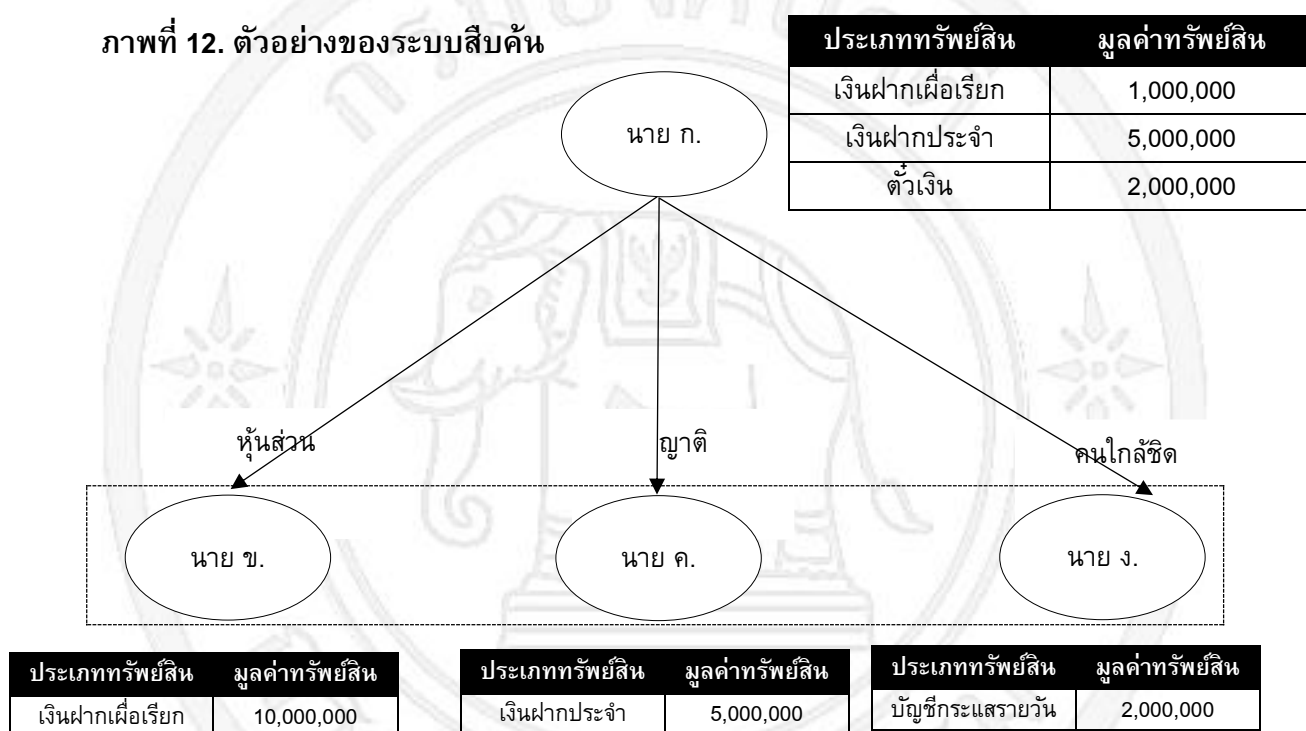 ภาพที่ 12. ตัวอย่างของระบบสืบค้น
ประเภททรัพย์สิน มูลค่าทรัพย์สิน
เงินฝากเผื่อเรียก 1,000,000
เงินฝากประจำ 5,000,000
ตั๋วเงิน 2,000,000
นาย ก.
หุ้นส่วน ญาติ คนใกล้ชิด
นาย ข. นาย ค. นาย ง.
ประเภททรัพย์สิน มูลค่าทรัพย์สิน
เงินฝากเผื่อเรียก 10,000,000
ประเภททรัพย์สิน มูลค่าทรัพย์สิน
เงินฝากประจำ 5,000,000
ประเภททรัพย์สิน มูลค่าทรัพย์สิน
บัญชีกระแสรายวัน 2,000,000